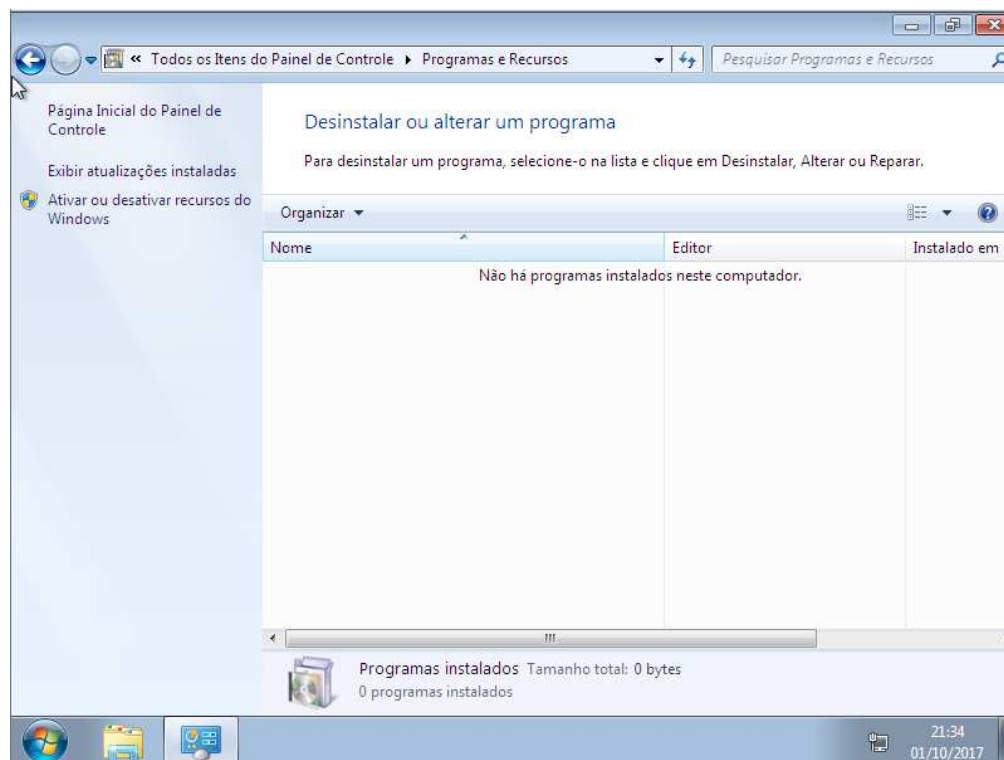 « Todos os Itens do Painel de Controle ▸ Programas e Recursos
Pesquisar Programas e Recursos
Página Inicial do Painel de
Controle
Exibir atualizações instaladas
Ativar ou desativar recursos do
Windows
Desinstalar ou alterar um programa
Para desinstalar um programa, selecione-o na lista e clique em Desinstalar, Alterar ou Reparar.
Organizar
Nome
Editor
Instalado em
Não há programas instalados neste computador.
Programas instalados Tamanho total: 0 bytes
0 programas instalados
21:34
01/10/2017